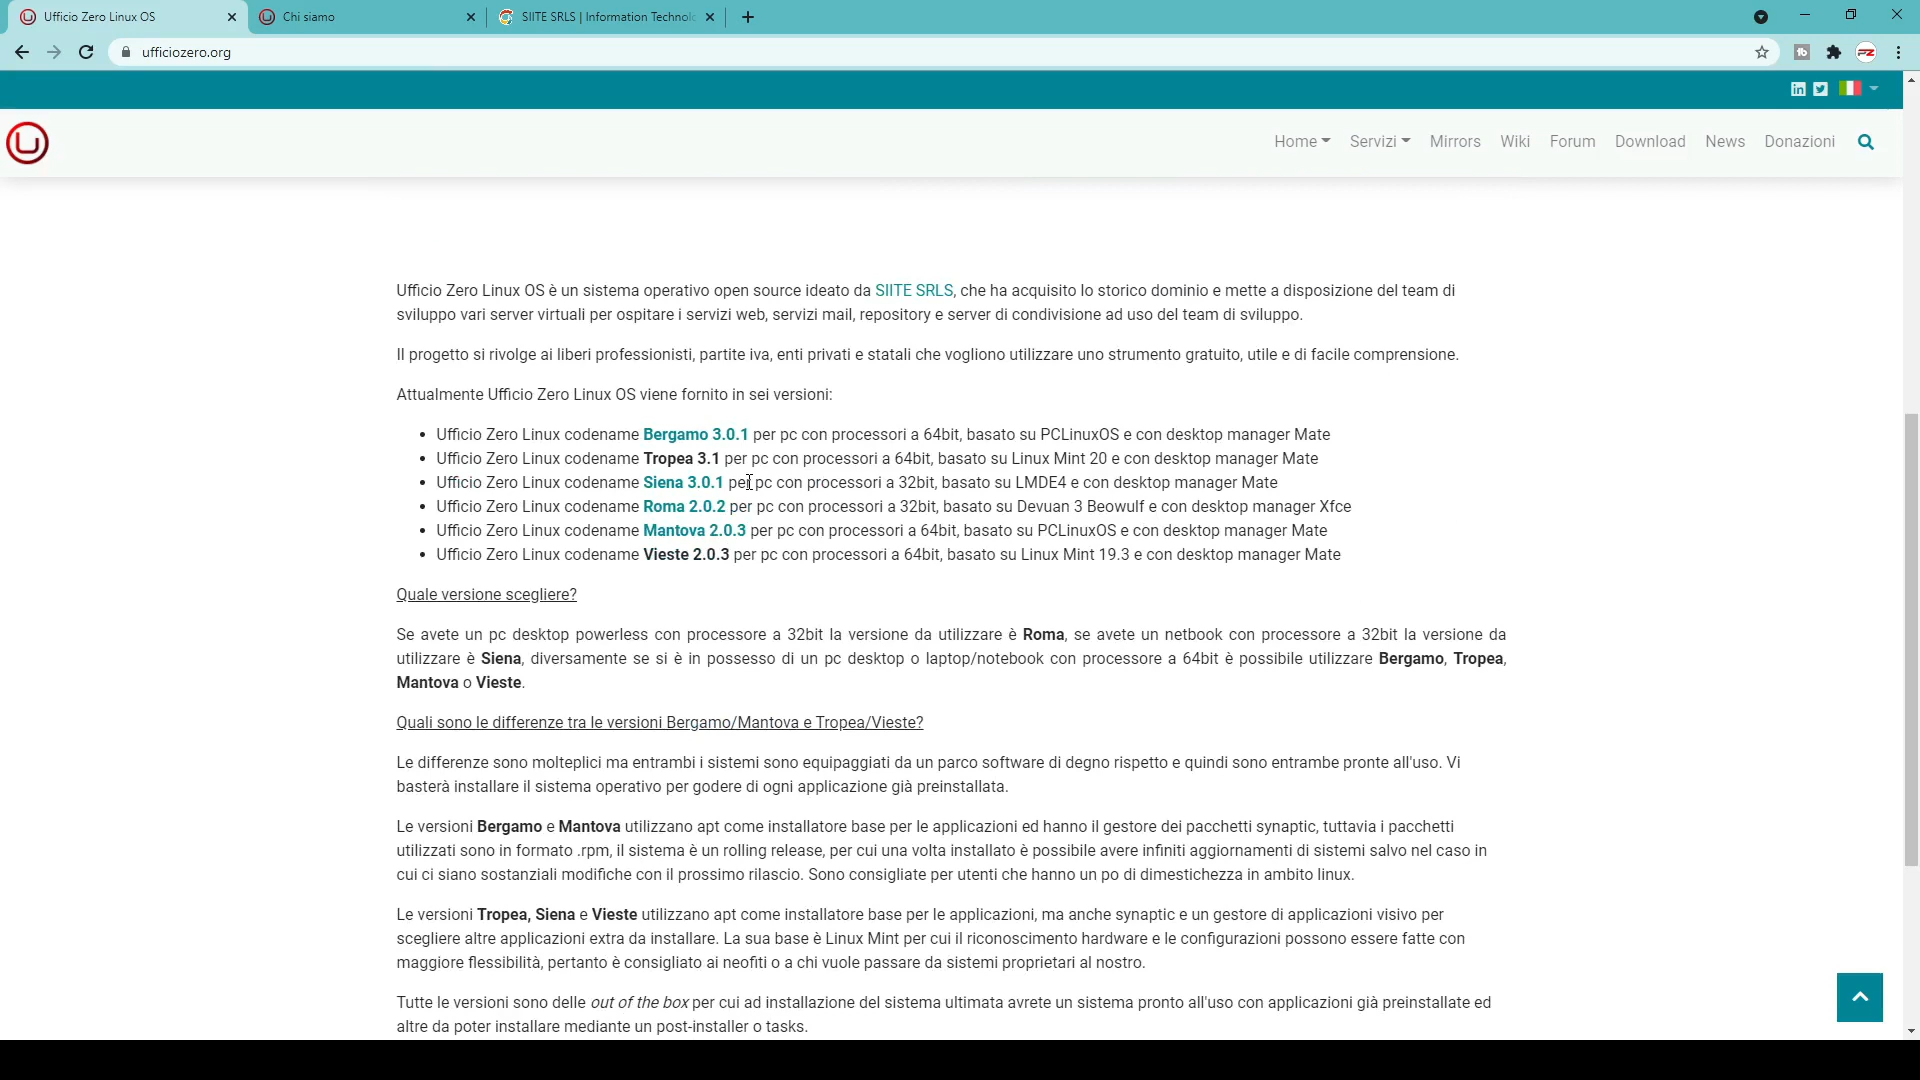 Ufficio Zero Linux OS
Chi siamo
SIITE SRLS | Information Technolo
ufficiozero.org
Home
Servizi
Mirrors
Wiki
Forum
Download
News
Donazioni
Ufficio Zero Linux OS è un sistema operativo open source ideato da SIITE SRLS, che ha acquisito lo storico dominio e mette a disposizione del team di
sviluppo vari server virtuali per ospitare i servizi web, servizi mail, repository e server di condivisione ad uso del team di sviluppo.
Il progetto si rivolge ai liberi professionisti, partite iva, enti privati e statali che vogliono utilizzare uno strumento gratuito, utile e di facile comprensione.
Attualmente Ufficio Zero Linux OS viene fornito in sei versioni:
• Ufficio Zero Linux codename Bergamo 3.0.1 per pc con processori a 64bit, basato su PCLinuxOS e con desktop manager Mate
• Ufficio Zero Linux codename Tropea 3.1 per pc con processori a 64bit, basato su Linux Mint 20 e con desktop manager Mate
• Ufficio Zero Linux codename Siena 3.0.1 per pc con processori a 32bit, basato su LMDE4 e con desktop manager Mate
• Ufficio Zero Linux codename Roma 2.0.2 per pc con processori a 32bit, basato su Devuan 3 Beowulf e con desktop manager Xfce
• Ufficio Zero Linux codename Mantova 2.0.3 per pc con processori a 64bit, basato su PCLinuxOS e con desktop manager Mate
• Ufficio Zero Linux codename Vieste 2.0.3 per pc con processori a 64bit, basato su Linux Mint 19.3 e con desktop manager Mate
Quale versione scegliere?
Se avete un pc desktop powerless con processore a 32bit la versione da utilizzare è Roma, se avete un netbook con processore a 32bit la versione da
utilizzare è Siena, diversamente se si è in possesso di un pc desktop o laptop/notebook con processore a 64bit è possibile utilizzare Bergamo, Tropea,
Mantova o Vieste.
Quali sono le differenze tra le versioni Bergamo/Mantova e Tropea/Vieste?
Le differenze sono molteplici ma entrambi i sistemi sono equipaggiati da un parco software di degno rispetto e quindi sono entrambe pronte all'uso. Vi
basterà installare il sistema operativo per godere di ogni applicazione già preinstallata.
Le versioni Bergamo e Mantova utilizzano apt come installatore base per le applicazioni ed hanno il gestore dei pacchetti synaptic, tuttavia i pacchetti
utilizzati sono in formato .rpm, il sistema è un rolling release, per cui una volta installato è possibile avere infiniti aggiornamenti di sistemi salvo nel caso in
cui ci siano sostanziali modifiche con il prossimo rilascio. Sono consigliate per utenti che hanno un po di dimestichezza in ambito linux.
Le versioni Tropea, Siena e Vieste utilizzano apt come installatore base per le applicazioni, ma anche synaptic e un gestore di applicazioni visivo per
scegliere altre applicazioni extra da installare. La sua base è Linux Mint per cui il riconoscimento hardware e le configurazioni possono essere fatte con
maggiore flessibilità, pertanto è consigliato ai neofiti o a chi vuole passare da sistemi proprietari al nostro.
Tutte le versioni sono delle out of the box per cui ad installazione del sistema ultimata avrete un sistema pronto all'uso con applicazioni già preinstallate ed
altre da poter installare mediante un post-installer o tasks.